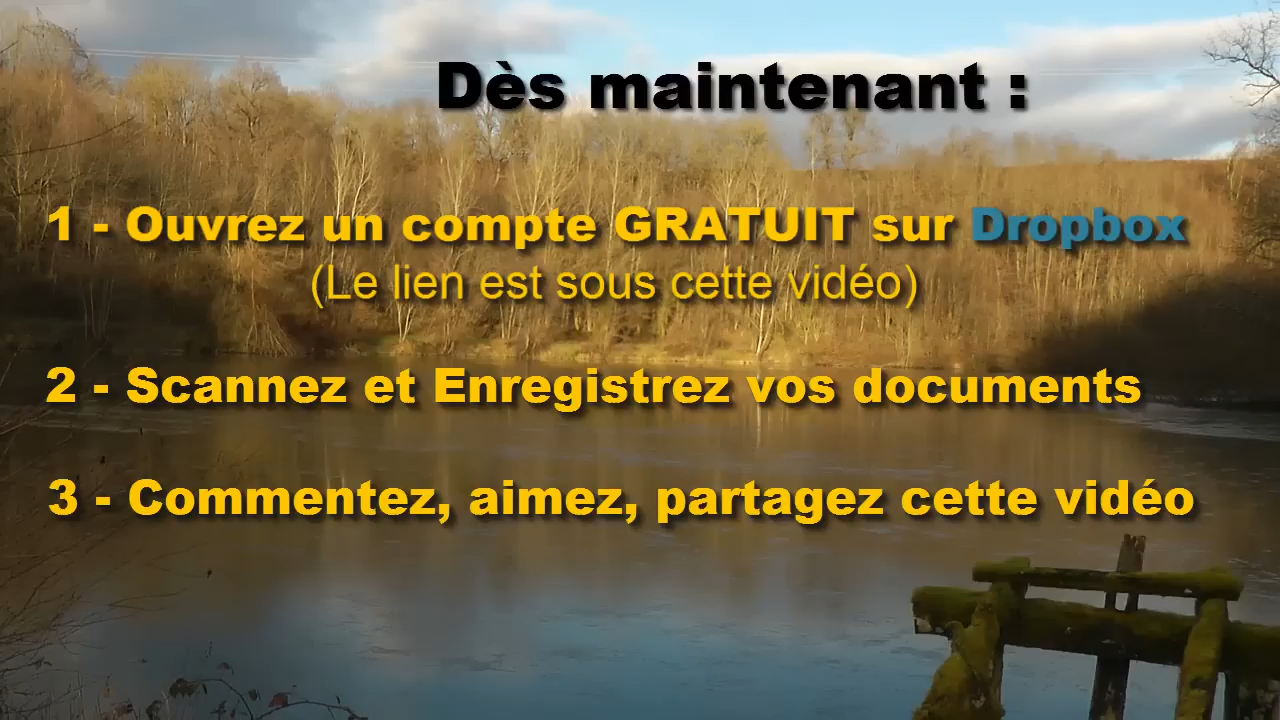 Dès maintenant :
1 - Ouvrez un compte GRATUIT sur Dropbox
(Le lien est sous cette vidéo)
2 - Scannez et Enregistrez vos documents
3 - Commentez, aimez, partagez cette vidéo